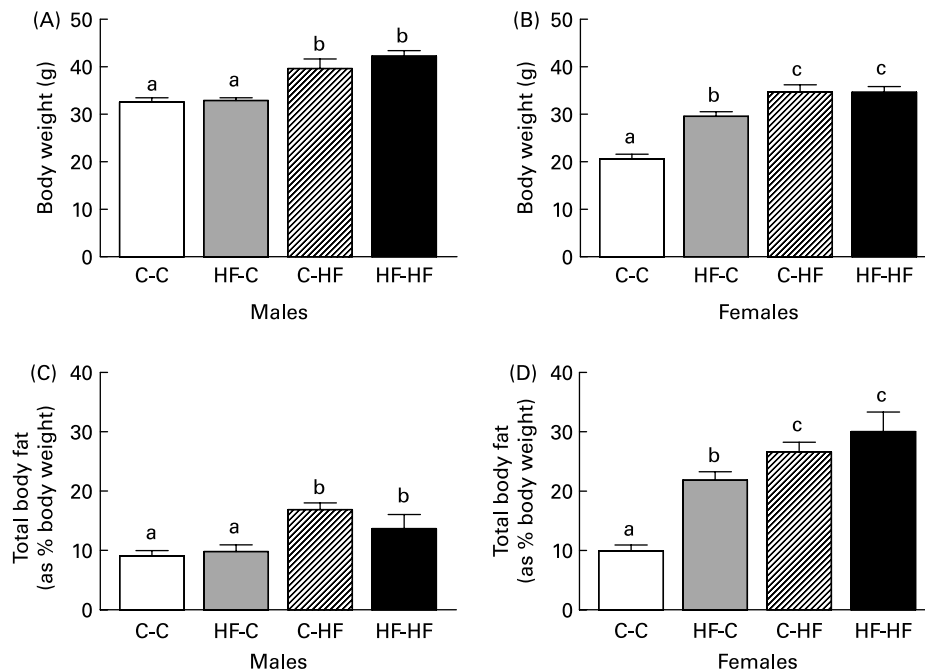 (A)
Body weight (g)
50
40
30
20
10
0
a
a
b
b
C-C HF-C C-HF HF-HF
Males
(B)
Body weight (g)
50
40
30
20
10
0
a
b
c
c
C-C HF-C C-HF HF-HF
Females
(C)
Total body fat
(as % body weight)
40
30
20
10
0
a
a
b
b
C-C HF-C C-HF HF-HF
Males
(D)
Total body fat
(as % body weight)
40
30
20
10
0
a
b
c
c
C-C HF-C C-HF HF-HF
Females